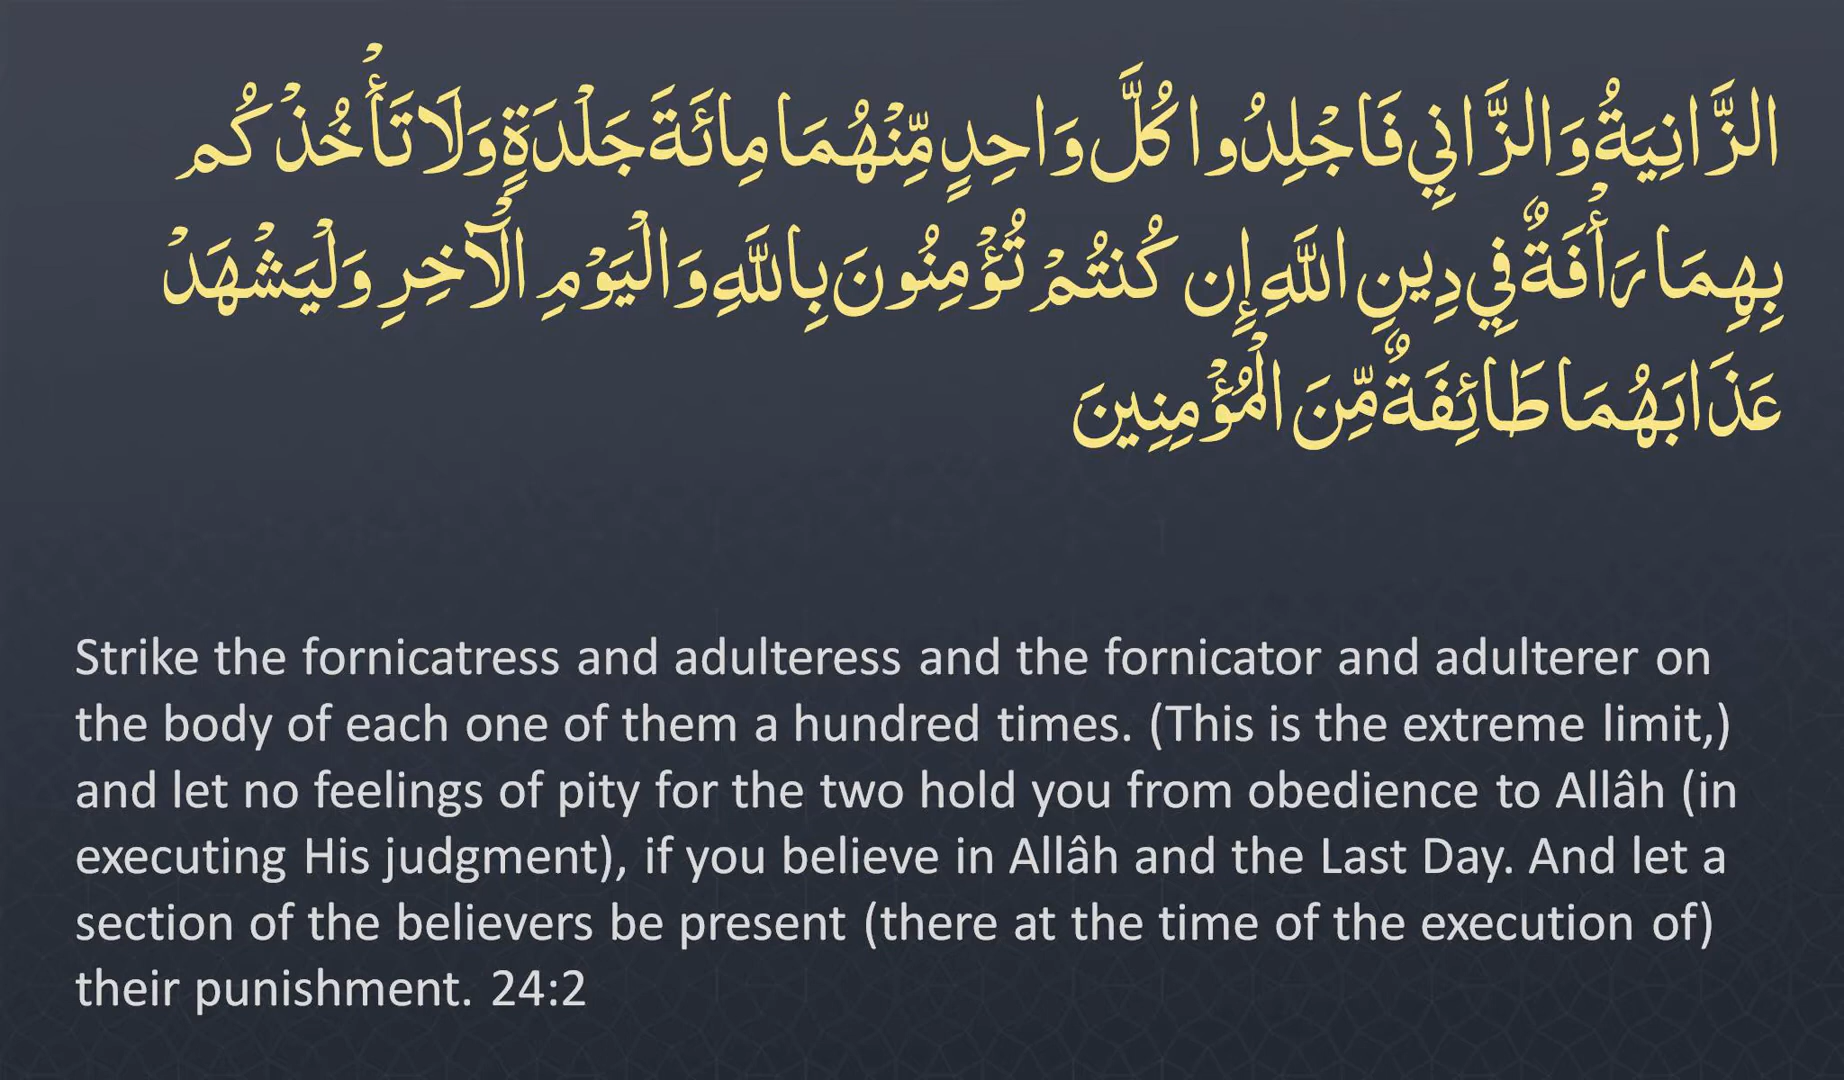 الزَّانِيَةُ وَالزَّانِي فَاجْلِدُوا كُلَّ وَاحِدٍ مِّنْهُمَا مِائَةَ جَلْدَةٍ وَلَا تَأْخُذْكُم
بِهِمَا رَأْفَةٌ فِي دِينِ اللَّهِ إِن كُنتُمْ تُؤْمِنُونَ بِاللَّهِ وَالْيَوْمِ الْآخِرِ وَلْيَشْهَدْ
عَذَابَهُمَا طَائِفَةٌ مِّنَ الْمُؤْمِنِينَ
Strike the fornicatress and adulteress and the fornicator and adulterer on
the body of each one of them a hundred times. (This is the extreme limit,)
and let no feelings of pity for the two hold you from obedience to Allâh (in
executing His judgment), if you believe in Allâh and the Last Day. And let a
section of the believers be present (there at the time of the execution of)
their punishment. 24:2